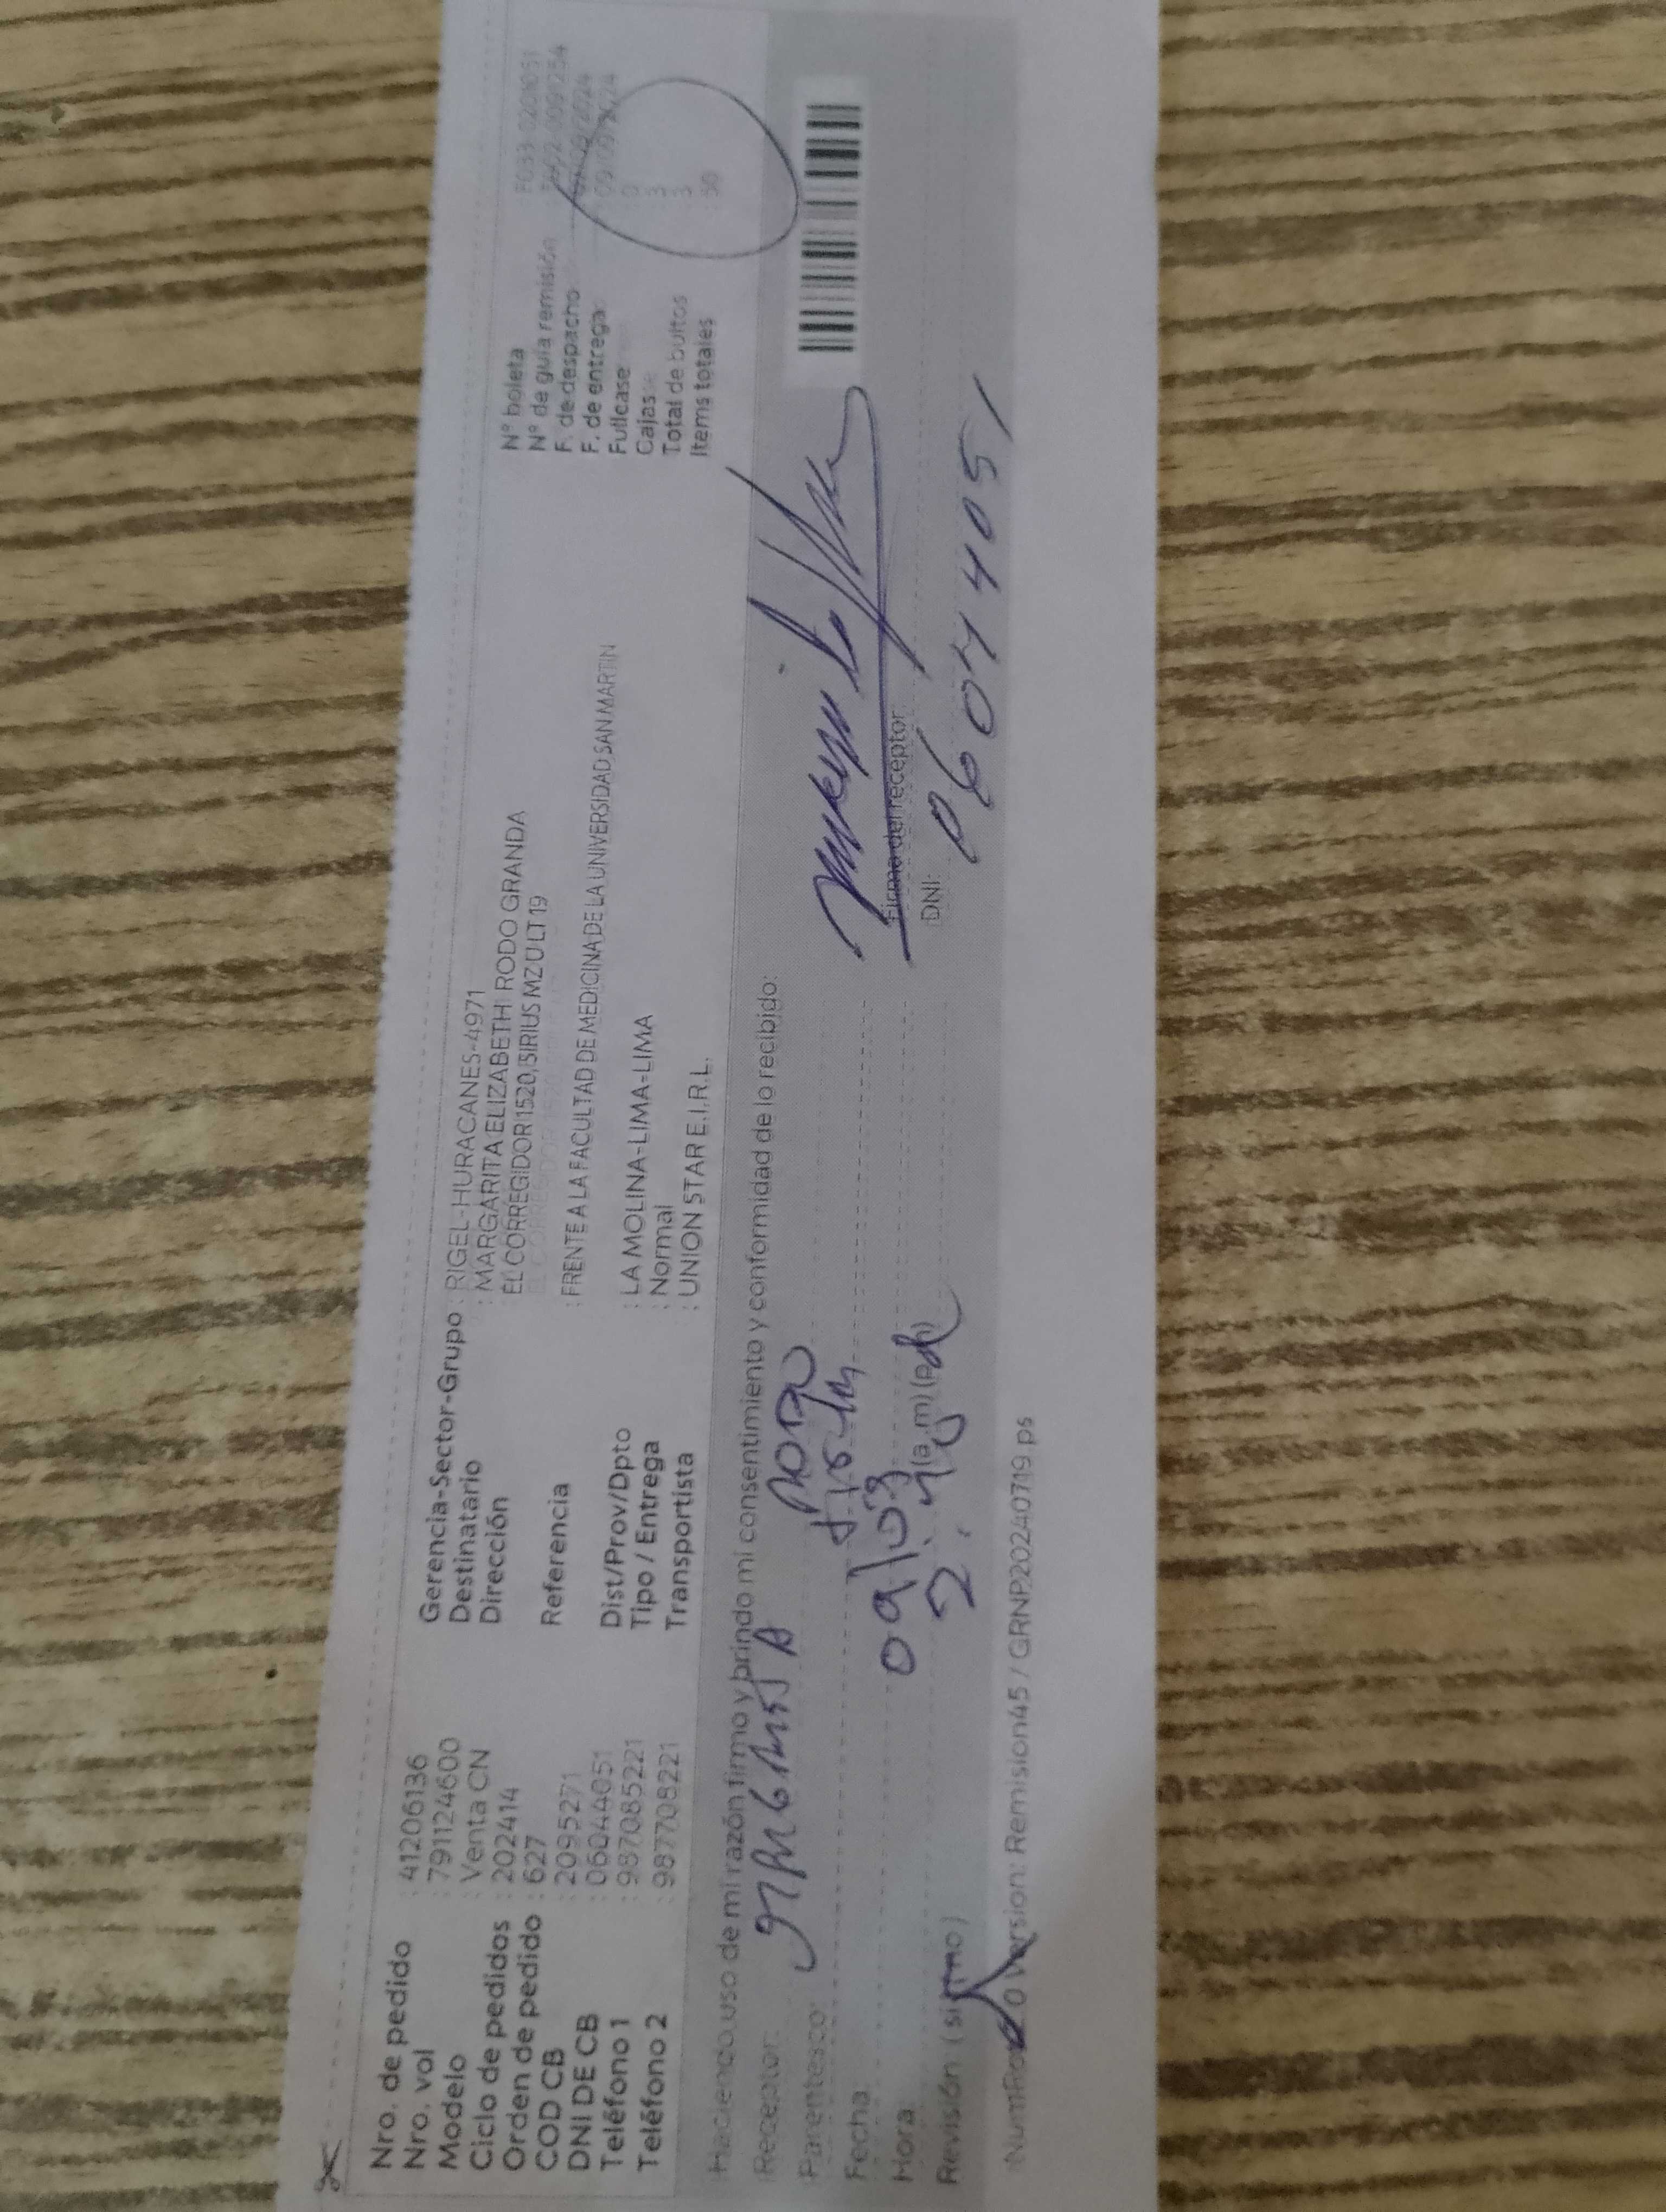 Nro. de pedido : 41206136
Nro. vol : 791124600
Modelo : Venta CN
Ciclo de pedidos : 202414
Orden de pedido : 627
COD CB : 2095271
DNI DE CB : 06044051
Teléfono 1 : 987085221
Teléfono 2 : 987708221
Gerencia-Sector-Grupo : RIGEL-HURACANES-4971
Destinatario : MARGARITA ELIZABETH RODO GRANDA
Dirección EL CORREGIDOR 1520, SIRIUS MZ U LT 19
Referencia : FRENTE A LA FACULTAD DE MEDICINA DE LA UNIVERSIDAD SAN MARTIN
Dist/Prov/Dpto : LA MOLINA-LIMA-LIMA
Tipo / Entrega : Normal
Transportista : UNION STAR E.I.R.L.
N° boleta
N° de guía remisión
F. de despacho
F. de entrega
Fullcase : 0
Cajas : 3
Total de bultos 3
Items totales 50
Haciendo uso de mi razón firmo y brindo mi consentimiento y conformidad de lo recibido:
Receptor: RODO
Parentesco:
Fecha:
Hora (a.m)
Revisión
Firma del receptor
DNI: 06044051
Version: Remision45 / GRNP20240719.ps